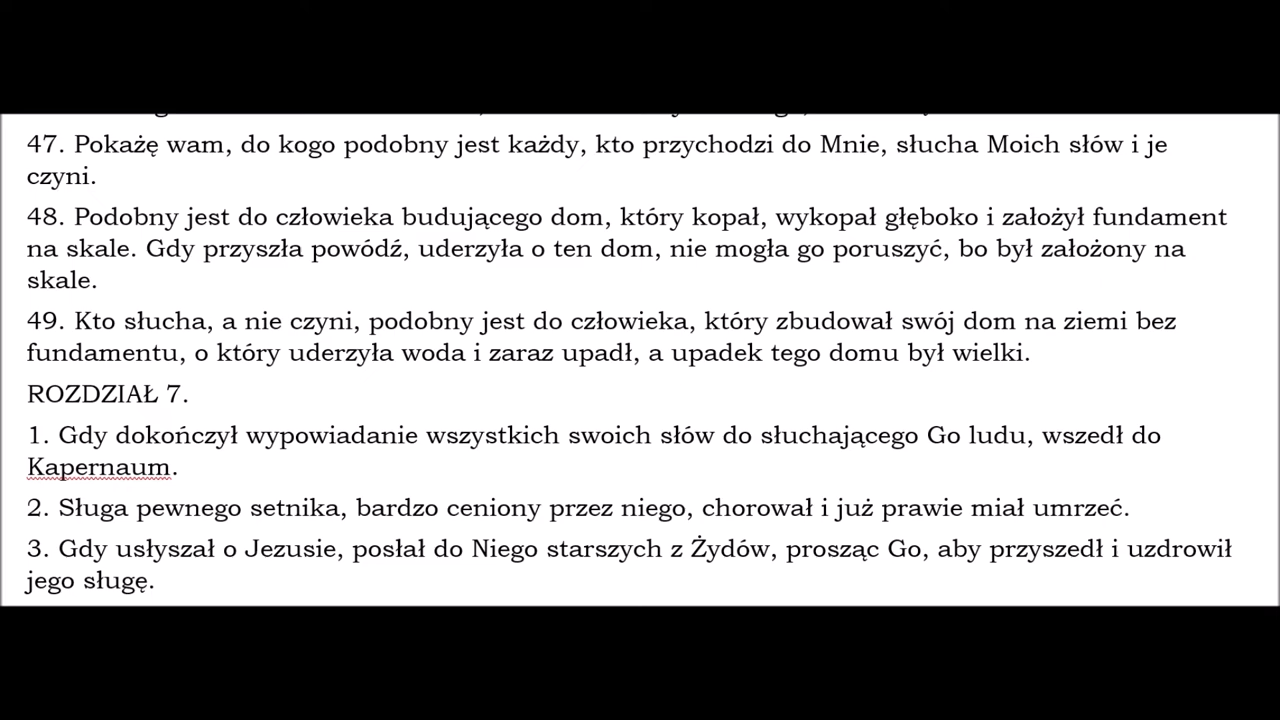 47. Pokażę wam, do kogo podobny jest każdy, kto przychodzi do Mnie, słucha Moich słów i je
czyni.
48. Podobny jest do człowieka budującego dom, który kopał, wykopał głęboko i założył fundament
na skale. Gdy przyszła powódź, uderzyła o ten dom, nie mogła go poruszyć, bo był założony na
skale.
49. Kto słucha, a nie czyni, podobny jest do człowieka, który zbudował swój dom na ziemi bez
fundamentu, o który uderzyła woda i zaraz upadł, a upadek tego domu był wielki.
ROZDZIAŁ 7.
1. Gdy dokończył wypowiadanie wszystkich swoich słów do słuchającego Go ludu, wszedł do
Kapernaum.
2. Sługa pewnego setnika, bardzo ceniony przez niego, chorował i już prawie miał umrzeć.
3. Gdy usłyszał o Jezusie, posłał do Niego starszych z Żydów, prosząc Go, aby przyszedł i uzdrowił
jego sługę.